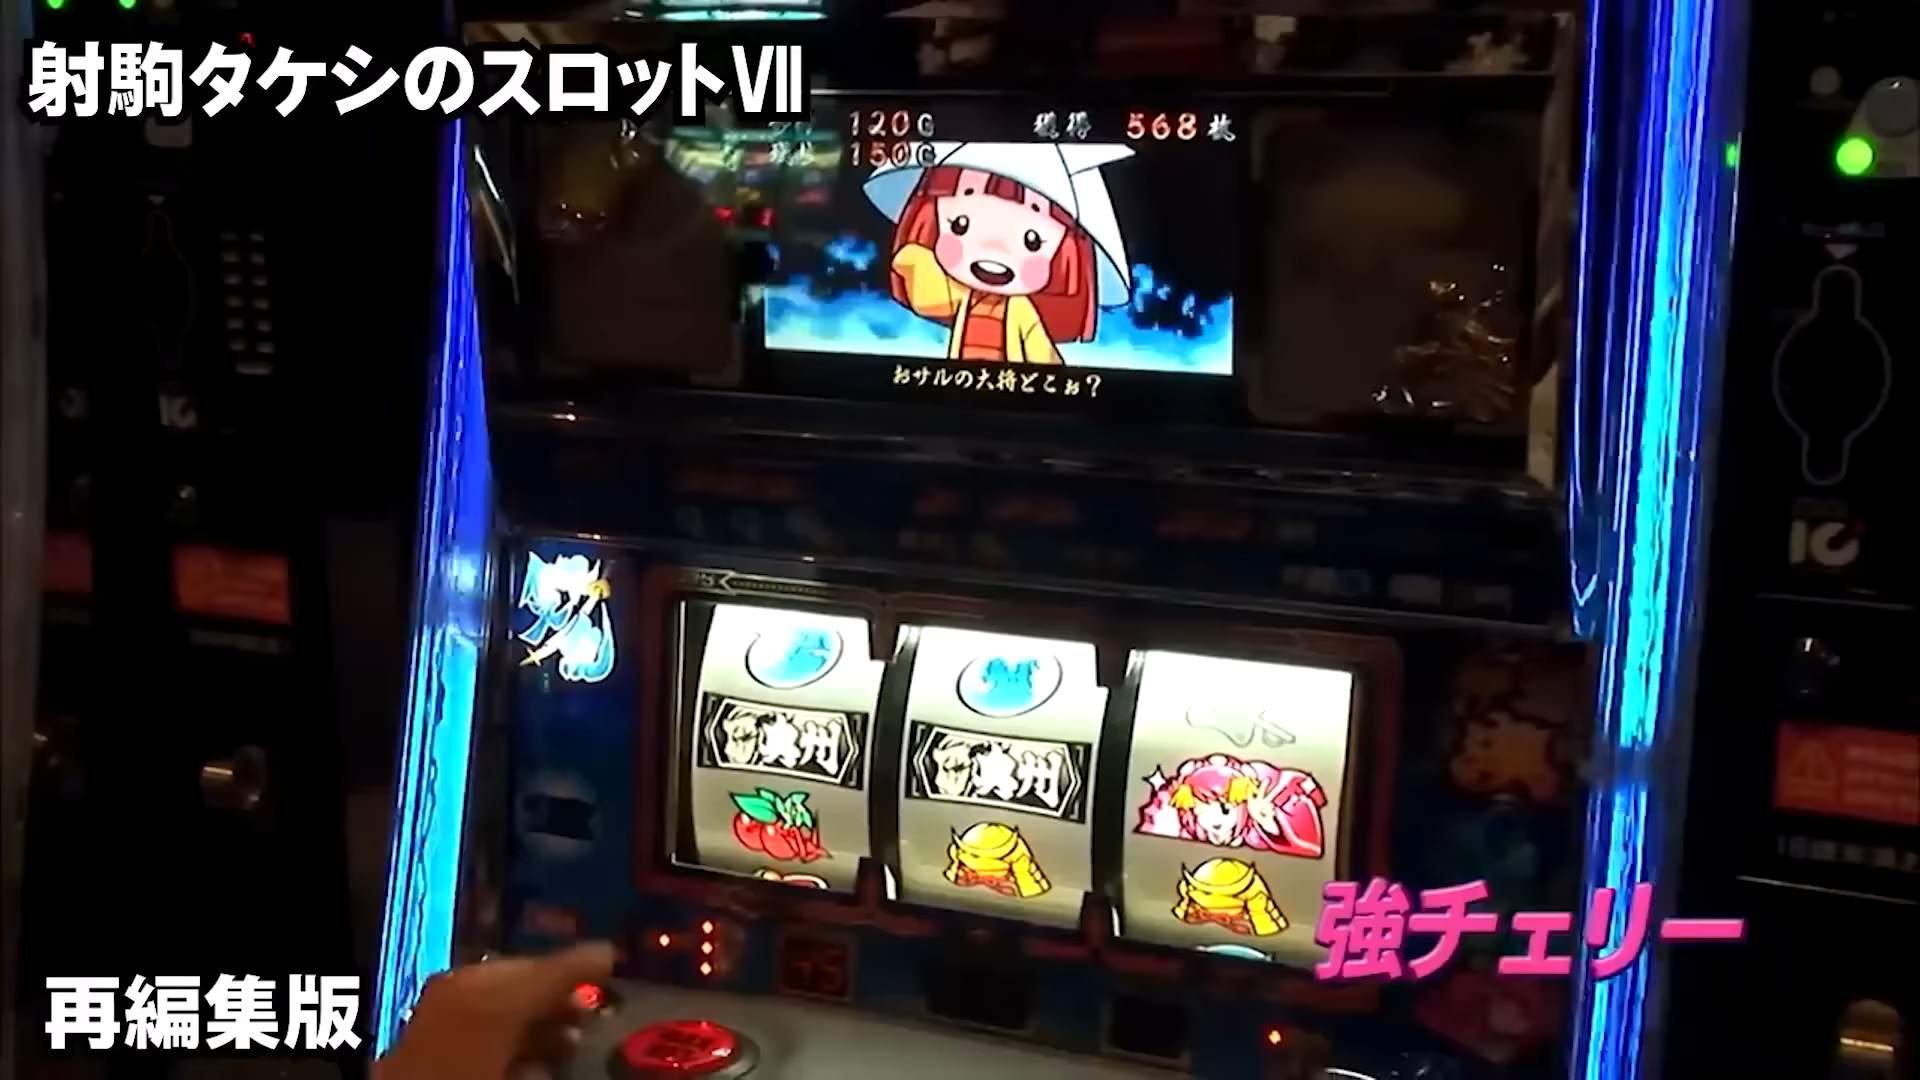 射駒タケシのスロットⅦ
120G 獲得 568枚
150G
おサルの大将どこぉ?
奥州
奥州
強チェリー
再編集版